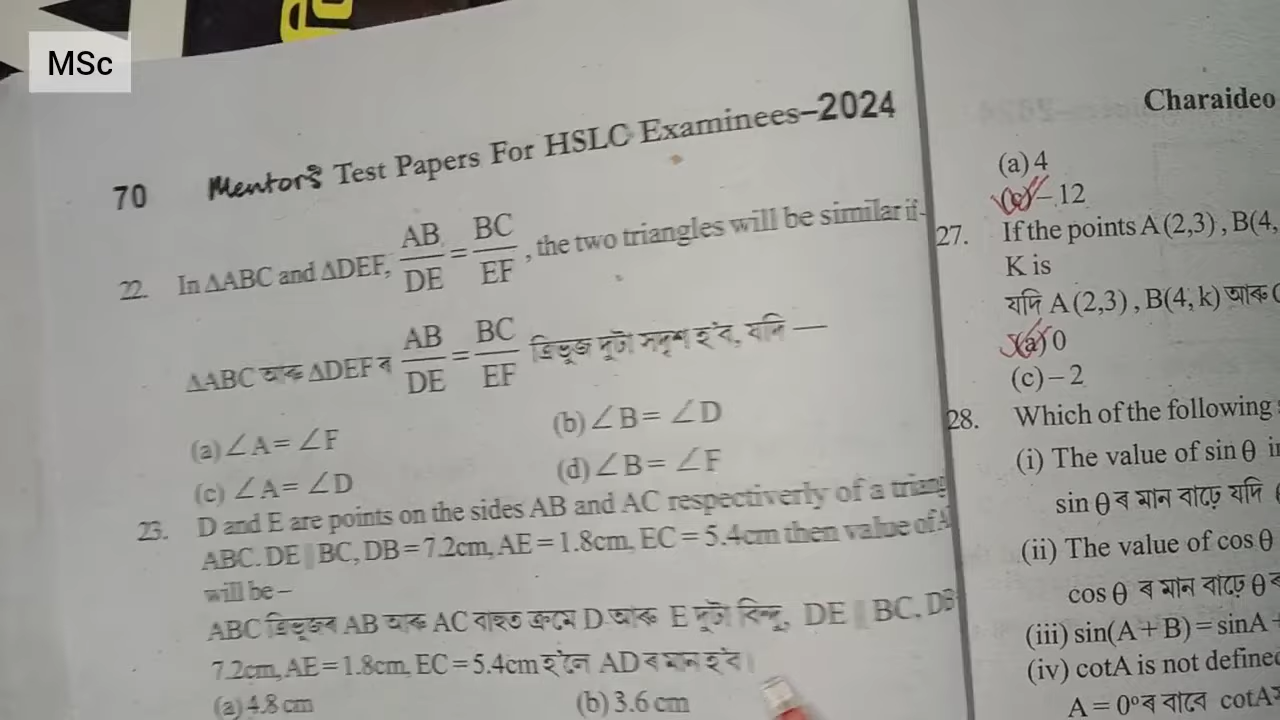 MSc
70 Mentor's Test Papers For HSLC Examinees–2024
22. In ΔABC and ΔDEF, AB/DE = BC/EF , the two triangles will be similar if-
ΔABC আৰু ΔDEF ৰ AB/DE = BC/EF ত্ৰিভূজ দুটা সদৃশ হ'ব, যদি —
(a) ∠A= ∠F (b) ∠B= ∠D
(c) ∠A= ∠D (d) ∠B= ∠F
23. D and E are points on the sides AB and AC respectiverly of a triang
ABC. DE || BC, DB = 7.2cm, AE = 1.8cm, EC = 5.4cm then value of A
will be –
ABC ত্ৰিভূজৰ AB আৰু AC বাহুত ক্ৰমে D আৰু E দুটা বিন্দু, DE || BC, DB
7.2cm, AE = 1.8cm, EC = 5.4cm হ'লে AD ৰ মান হ'ব।
(a) 4.8 cm (b) 3.6 cm
Charaideo
(a) 4
(c) – 12
27. If the points A (2,3) , B(4,
K is
যদি A (2,3) , B(4, k) আৰু
(a) 0
(c) – 2
28. Which of the following
(i) The value of sin θ in
sin θ ৰ মান বাঢ়ে যদি
(ii) The value of cos θ
cos θ ৰ মান বাঢ়ে θ ৰ
(iii) sin(A + B) = sinA +
(iv) cotA is not defined
A = 0° ৰ বাবে cotA